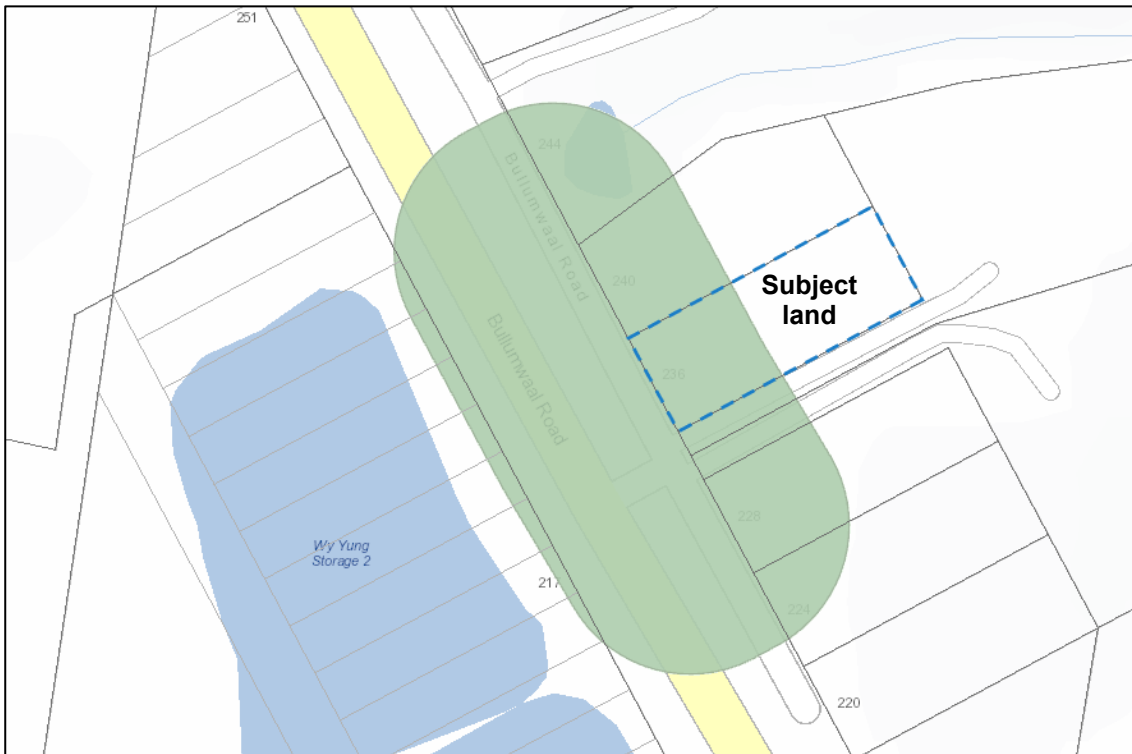 251
244
Bullumwaal Road
240
Subject
land
Bullumwaal Road
236
228
Wy Yung
Storage 2
217
224
220